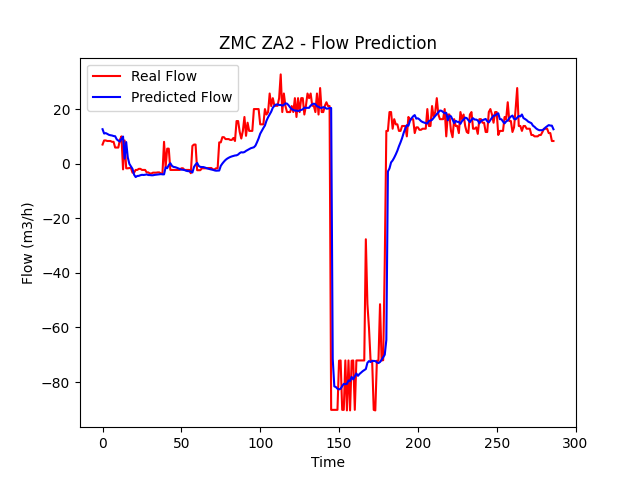 ZMC ZA2 - Flow Prediction
Real Flow
Predicted Flow
Flow (m3/h)
20
0
−20
−40
−60
−80
0 50 100 150 200 250 300
Time